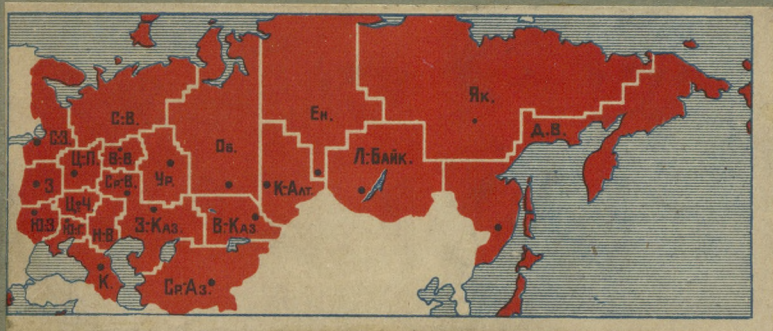 Як.
Ен.
С-В.
Д.В.
С-З.
Об.
Л-Байк.
Ц-П.
В-В.
З.
Ср-В.
Ур.
К-Алт.
Ц-Ч.
Ю-З.
Н-В.
З-Каз.
В-Каз.
К.
Ср-Аз.